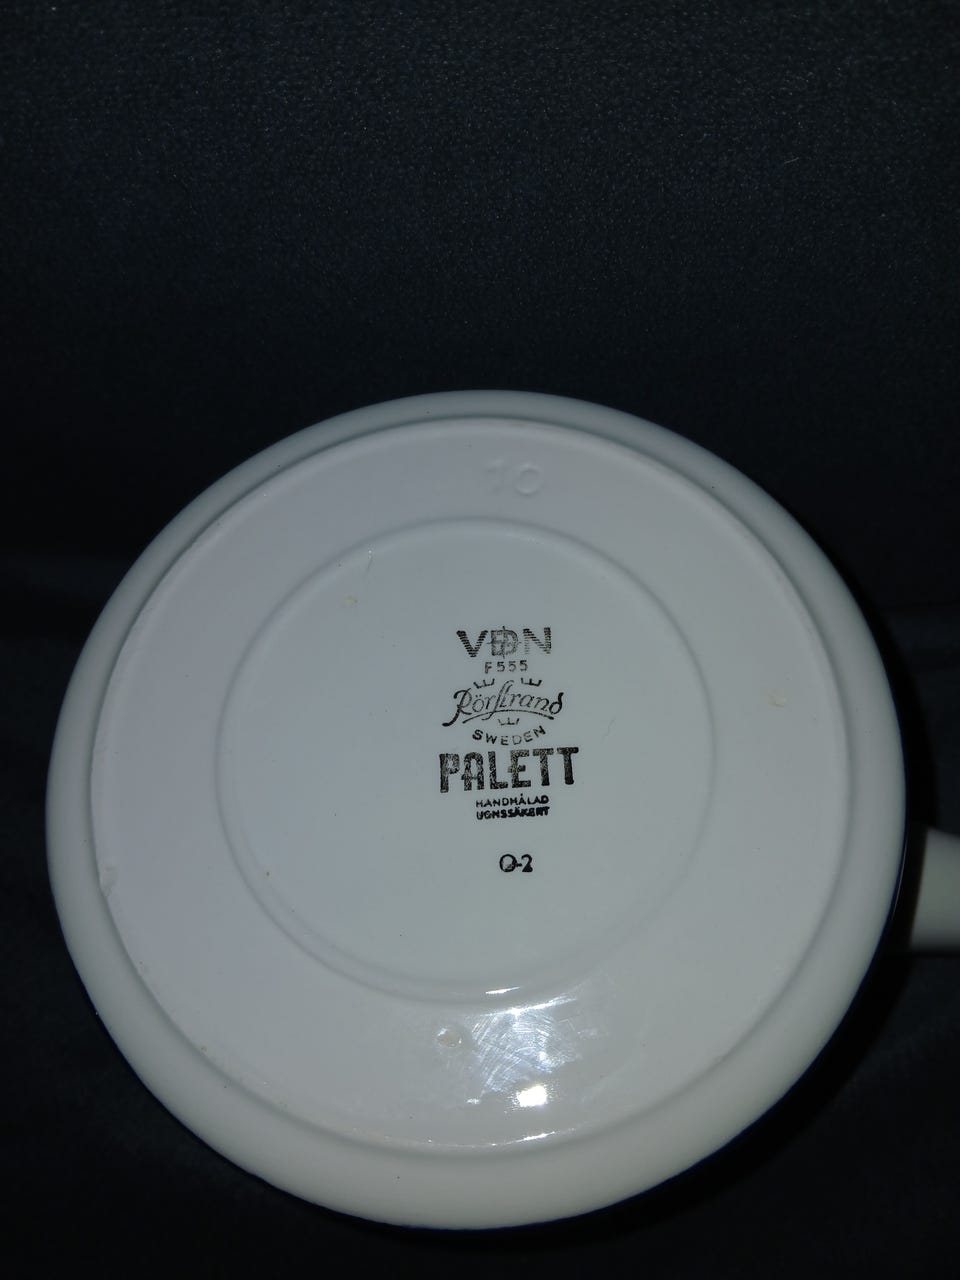 10
VDN
F555
Rörstrand
SWEDEN
PALETT
HANDMÅLAD
UGNSSÄKERT
O-2